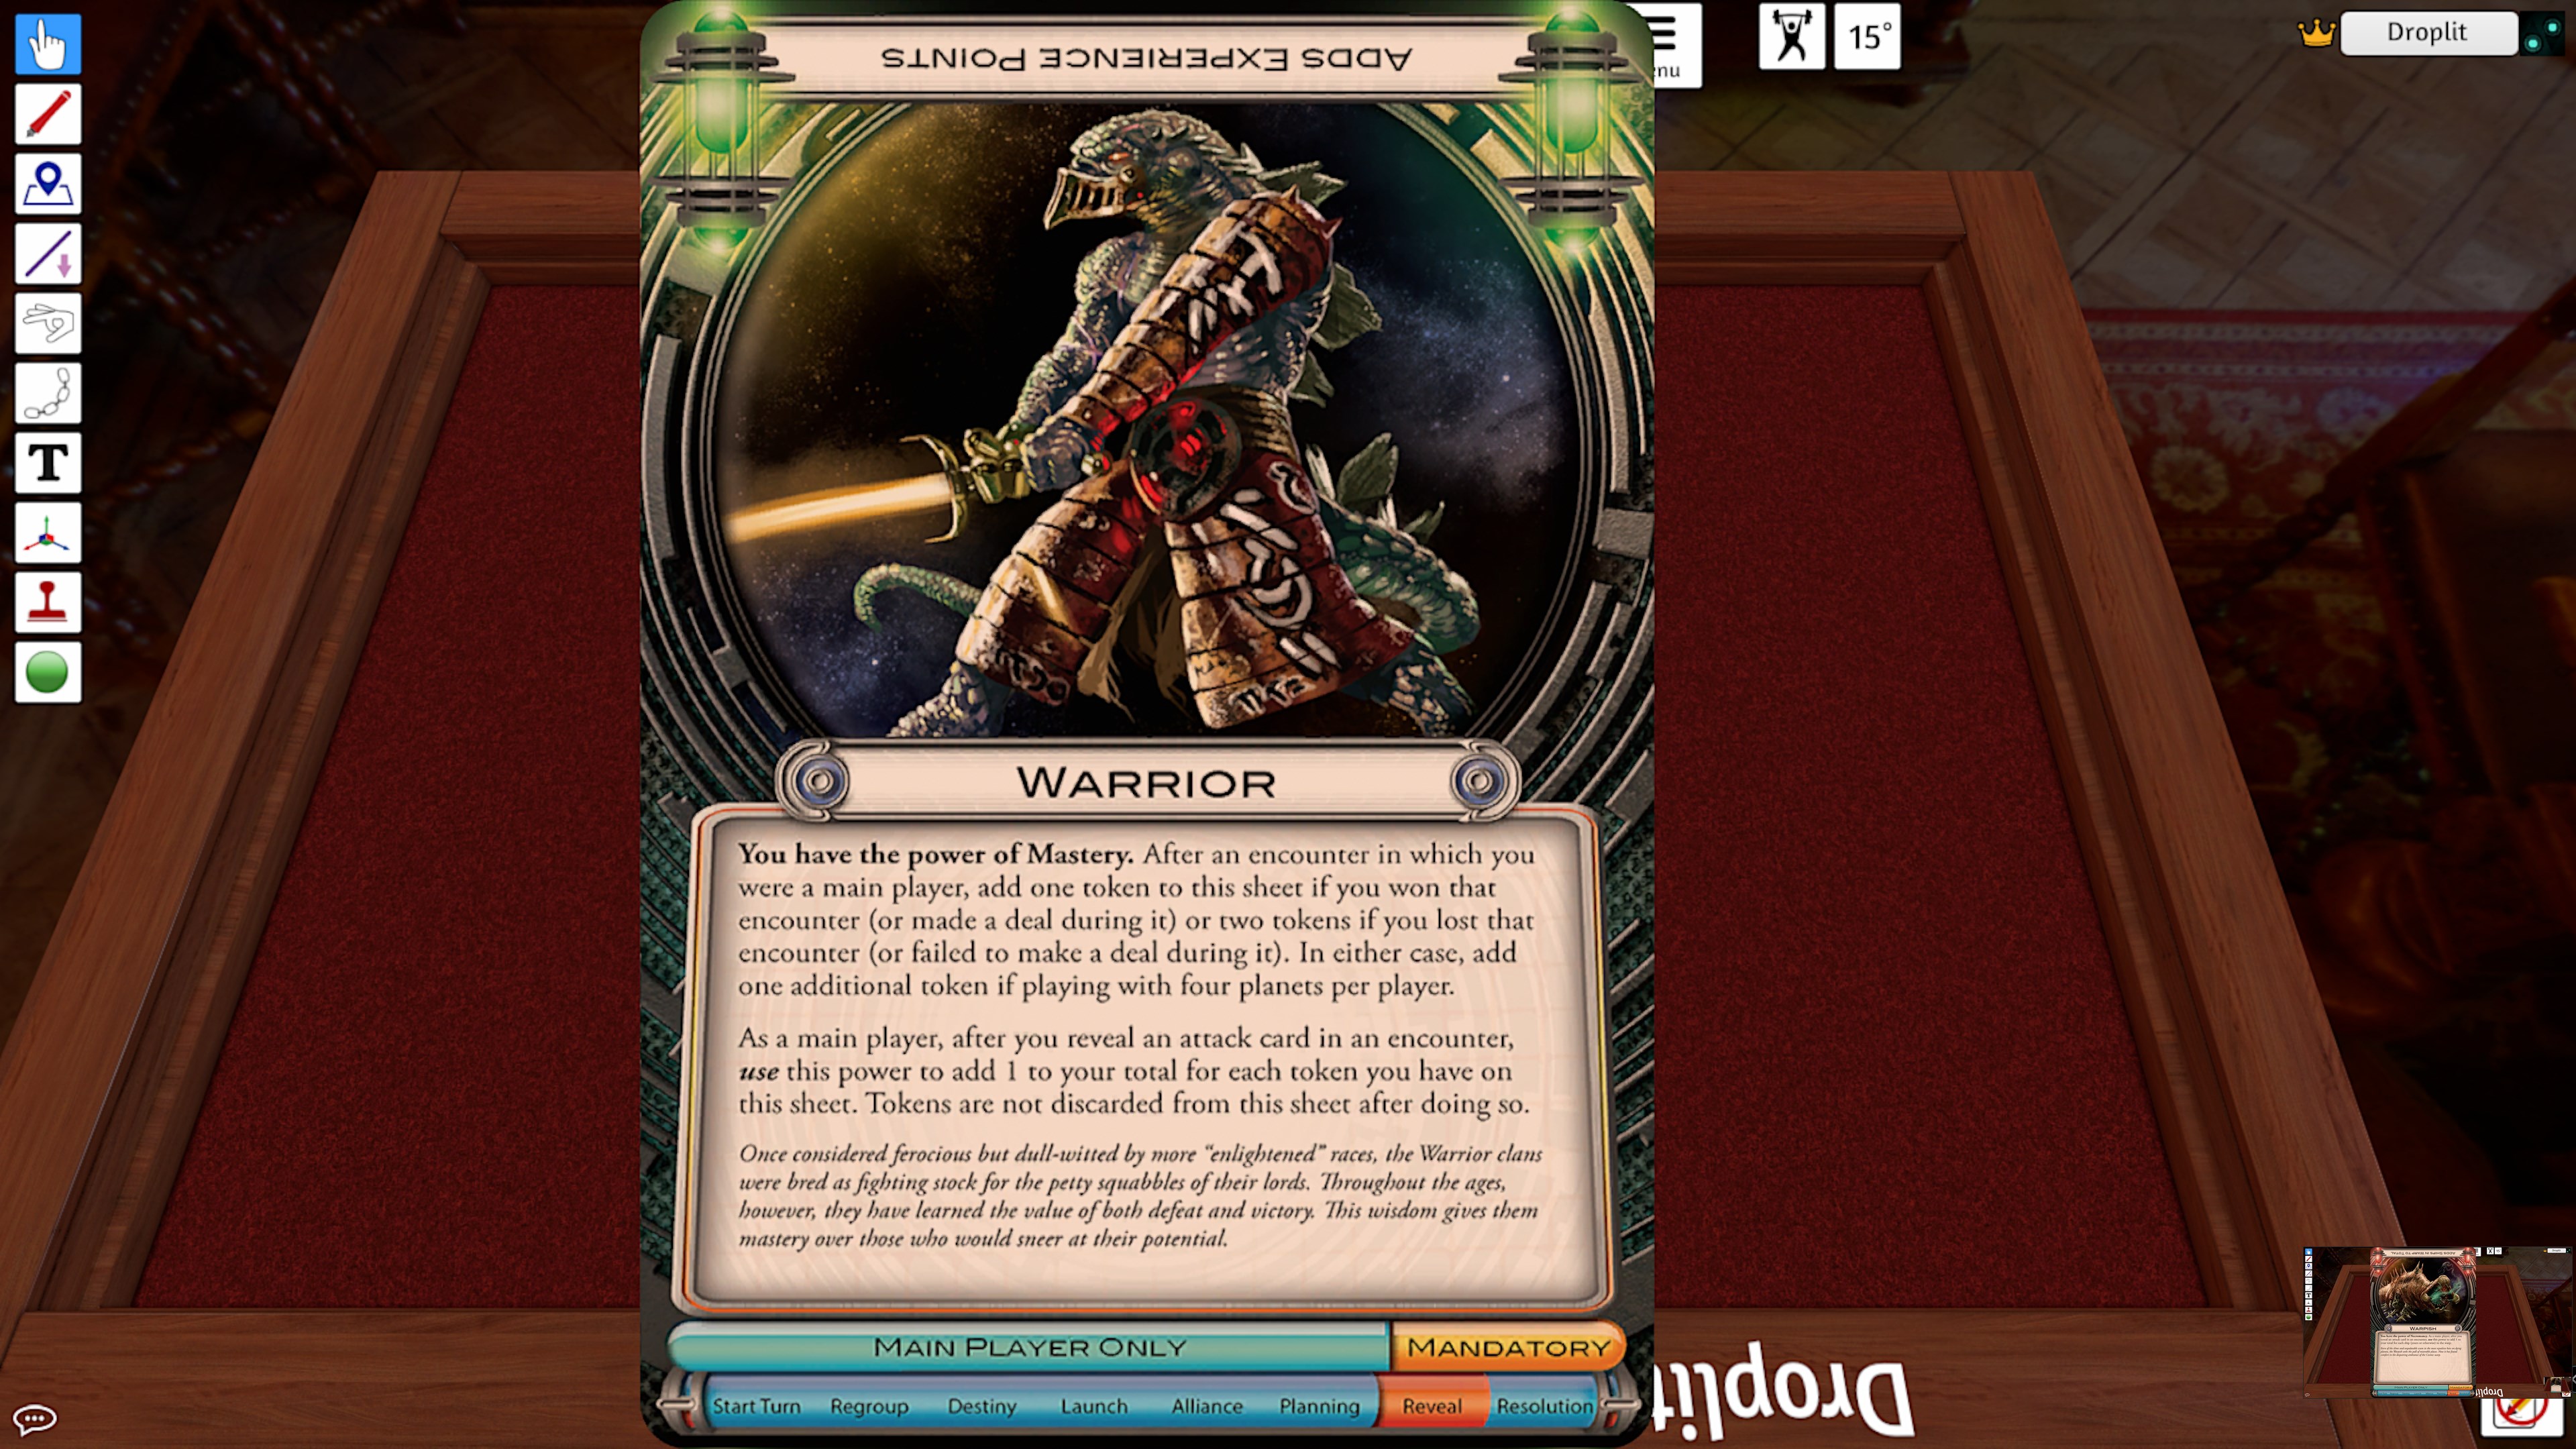 ADDS EXPERIENCE POINTS
nu
15°
Droplit
T
WARRIOR
You have the power of Mastery. After an encounter in which you
were a main player, add one token to this sheet if you won that
encounter (or made a deal during it) or two tokens if you lost that
encounter (or failed to make a deal during it). In either case, add
one additional token if playing with four planets per player.
As a main player, after you reveal an attack card in an encounter,
use this power to add 1 to your total for each token you have on
this sheet. Tokens are not discarded from this sheet after doing so.
Once considered ferocious but dull-witted by more “enlightened” races, the Warrior clans
were bred as fighting stock for the petty squabbles of their lords. Throughout the ages,
however, they have learned the value of both defeat and victory. This wisdom gives them
mastery over those who would sneer at their potential.
MAIN PLAYER ONLY MANDATORY
Start Turn Regroup Destiny Launch Alliance Planning Reveal Resolution
Droplit
WARPISH
Droplit